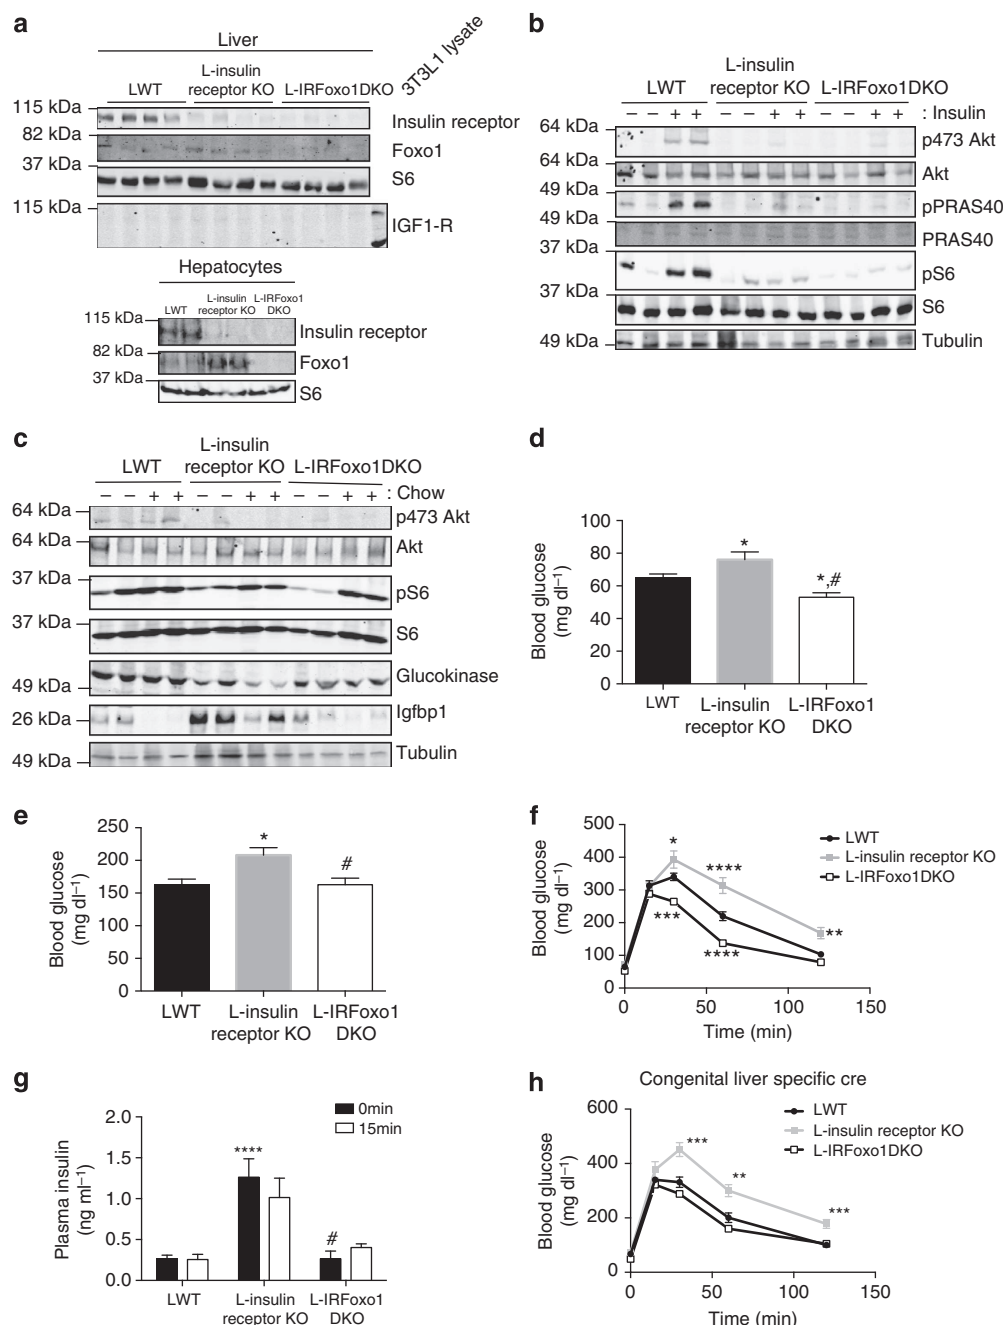 a
Liver
3T3L1 lysate
L-insulin
receptor KO
LWT
L-IRFoxo1DKO
115 kDa
Insulin receptor
82 kDa
Foxo1
37 kDa
S6
115 kDa
IGF1-R
Hepatocytes
LWT
L-insulin
receptor KO
L-IRFoxo1
DKO
115 kDa
Insulin receptor
82 kDa
Foxo1
37 kDa
S6
b
L-insulin
LWT receptor KO L-IRFoxo1DKO
− − + + − − + + − − + + : Insulin
64 kDa
p473 Akt
64 kDa
Akt
49 kDa
pPRAS40
49 kDa
PRAS40
37 kDa
pS6
37 kDa
S6
49 kDa
Tubulin
c
L-insulin
LWT receptor KO L-IRFoxo1DKO
− − + + − − + + − − + + : Chow
64 kDa
p473 Akt
64 kDa
Akt
37 kDa
pS6
37 kDa
S6
Glucokinase
49 kDa
Igfbp1
26 kDa
Tubulin
49 kDa
d
Blood glucose
(mg dl−1)
100
80
60
40
20
0
*
*,#
LWT
L-insulin
receptor KO
L-IRFoxo1
DKO
e
Blood glucose
(mg dl−1)
250
200
150
100
50
0
*
#
LWT
L-insulin
receptor KO
L-IRFoxo1
DKO
f
Blood glucose
(mg dl−1)
500
400
300
200
100
0
*
****
**
***
****
LWT
L-insulin receptor KO
L-IRFoxo1DKO
0 50 100 150
Time (min)
g
Plasma insulin
(ng ml−1)
2.0
1.5
1.0
0.5
0.0
0min
15min
****
#
LWT
L-insulin
receptor KO
L-IRFoxo1
DKO
h
Congenital liver specific cre
Blood glucose
(mg dl−1)
600
400
200
0
LWT
L-insulin receptor KO
L-IRFoxo1DKO
***
**
***
0 50 100 150
Time (min)